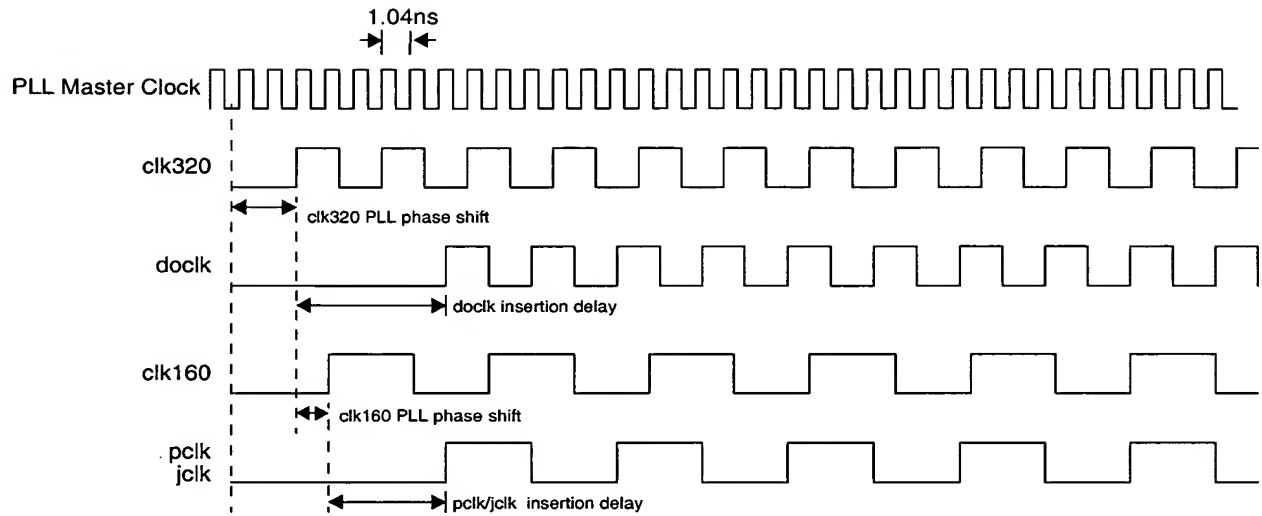 1.04ns
PLL Master Clock
clk320
clk320 PLL phase shift
doclk
doclk insertion delay
clk160
clk160 PLL phase shift
pclk
jclk
pclk/jclk insertion delay